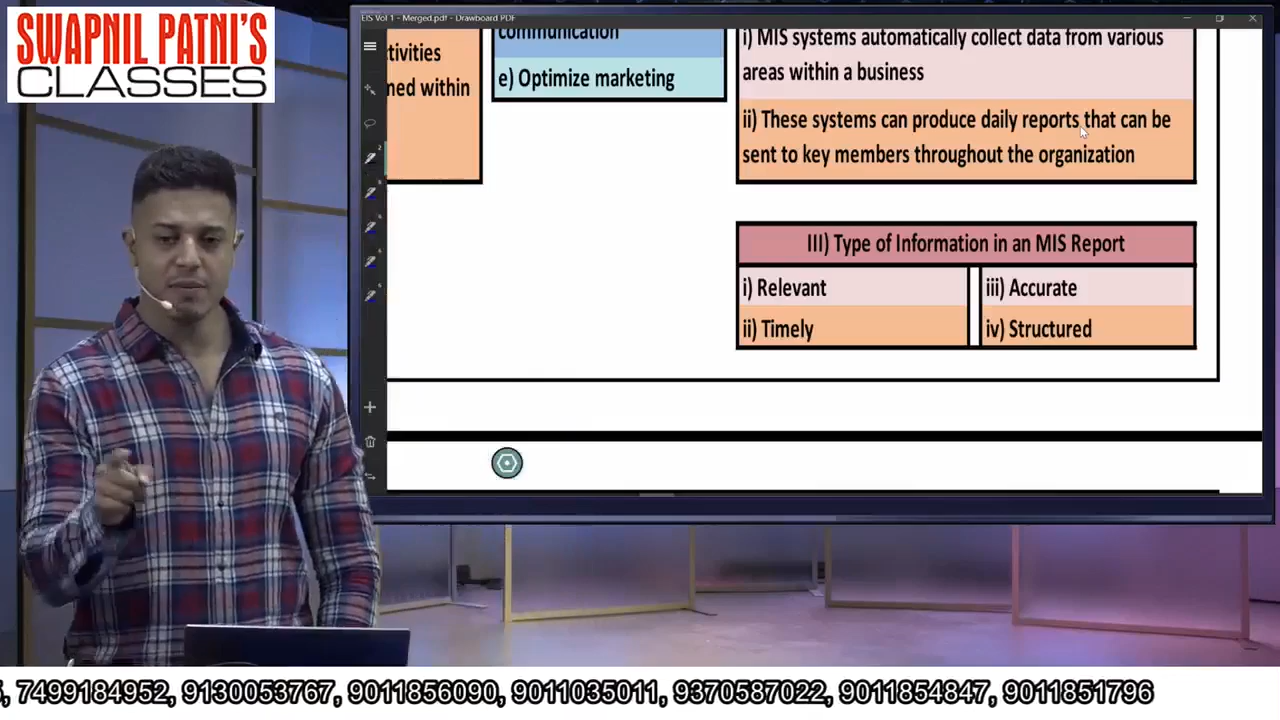 SWAPNIL PATNI'S
CLASSES
EIS Vol 1 - Merged.pdf - Drawboard PDF
ctivities
ned within
communication
e) Optimize marketing
i) MIS systems automatically collect data from various
areas within a business
ii) These systems can produce daily reports that can be
sent to key members throughout the organization
III) Type of Information in an MIS Report
i) Relevant
ii) Timely
iii) Accurate
iv) Structured
, 7499184952, 9130053767, 9011856090, 9011035011, 9370587022, 9011854847, 9011851796